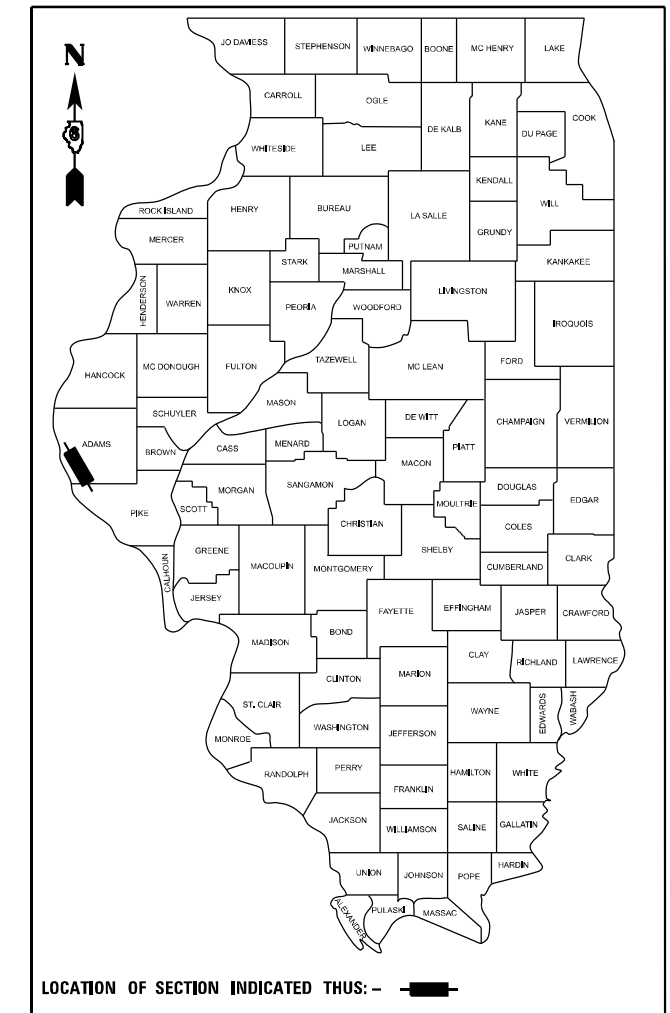 JO DAVIESS
STEPHENSON
WINNEBAGO
BOONE
MC HENRY
LAKE
N
CARROLL
OGLE
DE KALB
KANE
COOK
DU PAGE
6
WHITESIDE
LEE
KENDALL
ROCK ISLAND
HENRY
BUREAU
LA SALLE
WILL
MERCER
PUTNAM
GRUNDY
STARK
MARSHALL
KANKAKEE
HENDERSON
WARREN
KNOX
PEORIA
WOODFORD
LIVINGSTON
IROQUOIS
TAZEWELL
MC LEAN
FORD
HANCOCK
MC DONOUGH
FULTON
MASON
SCHUYLER
LOGAN
DE WITT
CHAMPAIGN
VERMILION
ADAMS
BROWN
CASS
MENARD
MACON
PIATT
MORGAN
SANGAMON
DOUGLAS
EDGAR
PIKE
SCOTT
CHRISTIAN
MOULTRIE
COLES
GREENE
MACOUPIN
MONTGOMERY
SHELBY
CUMBERLAND
CLARK
CALHOUN
JERSEY
FAYETTE
EFFINGHAM
JASPER
CRAWFORD
MADISON
BOND
CLAY
RICHLAND
LAWRENCE
CLINTON
MARION
ST. CLAIR
WAYNE
EDWARDS
WABASH
WASHINGTON
JEFFERSON
MONROE
RANDOLPH
PERRY
HAMILTON
WHITE
FRANKLIN
JACKSON
WILLIAMSON
SALINE
GALLATIN
UNION
JOHNSON
POPE
HARDIN
ALEXANDER
PULASKI
MASSAC
LOCATION OF SECTION INDICATED THUS: –